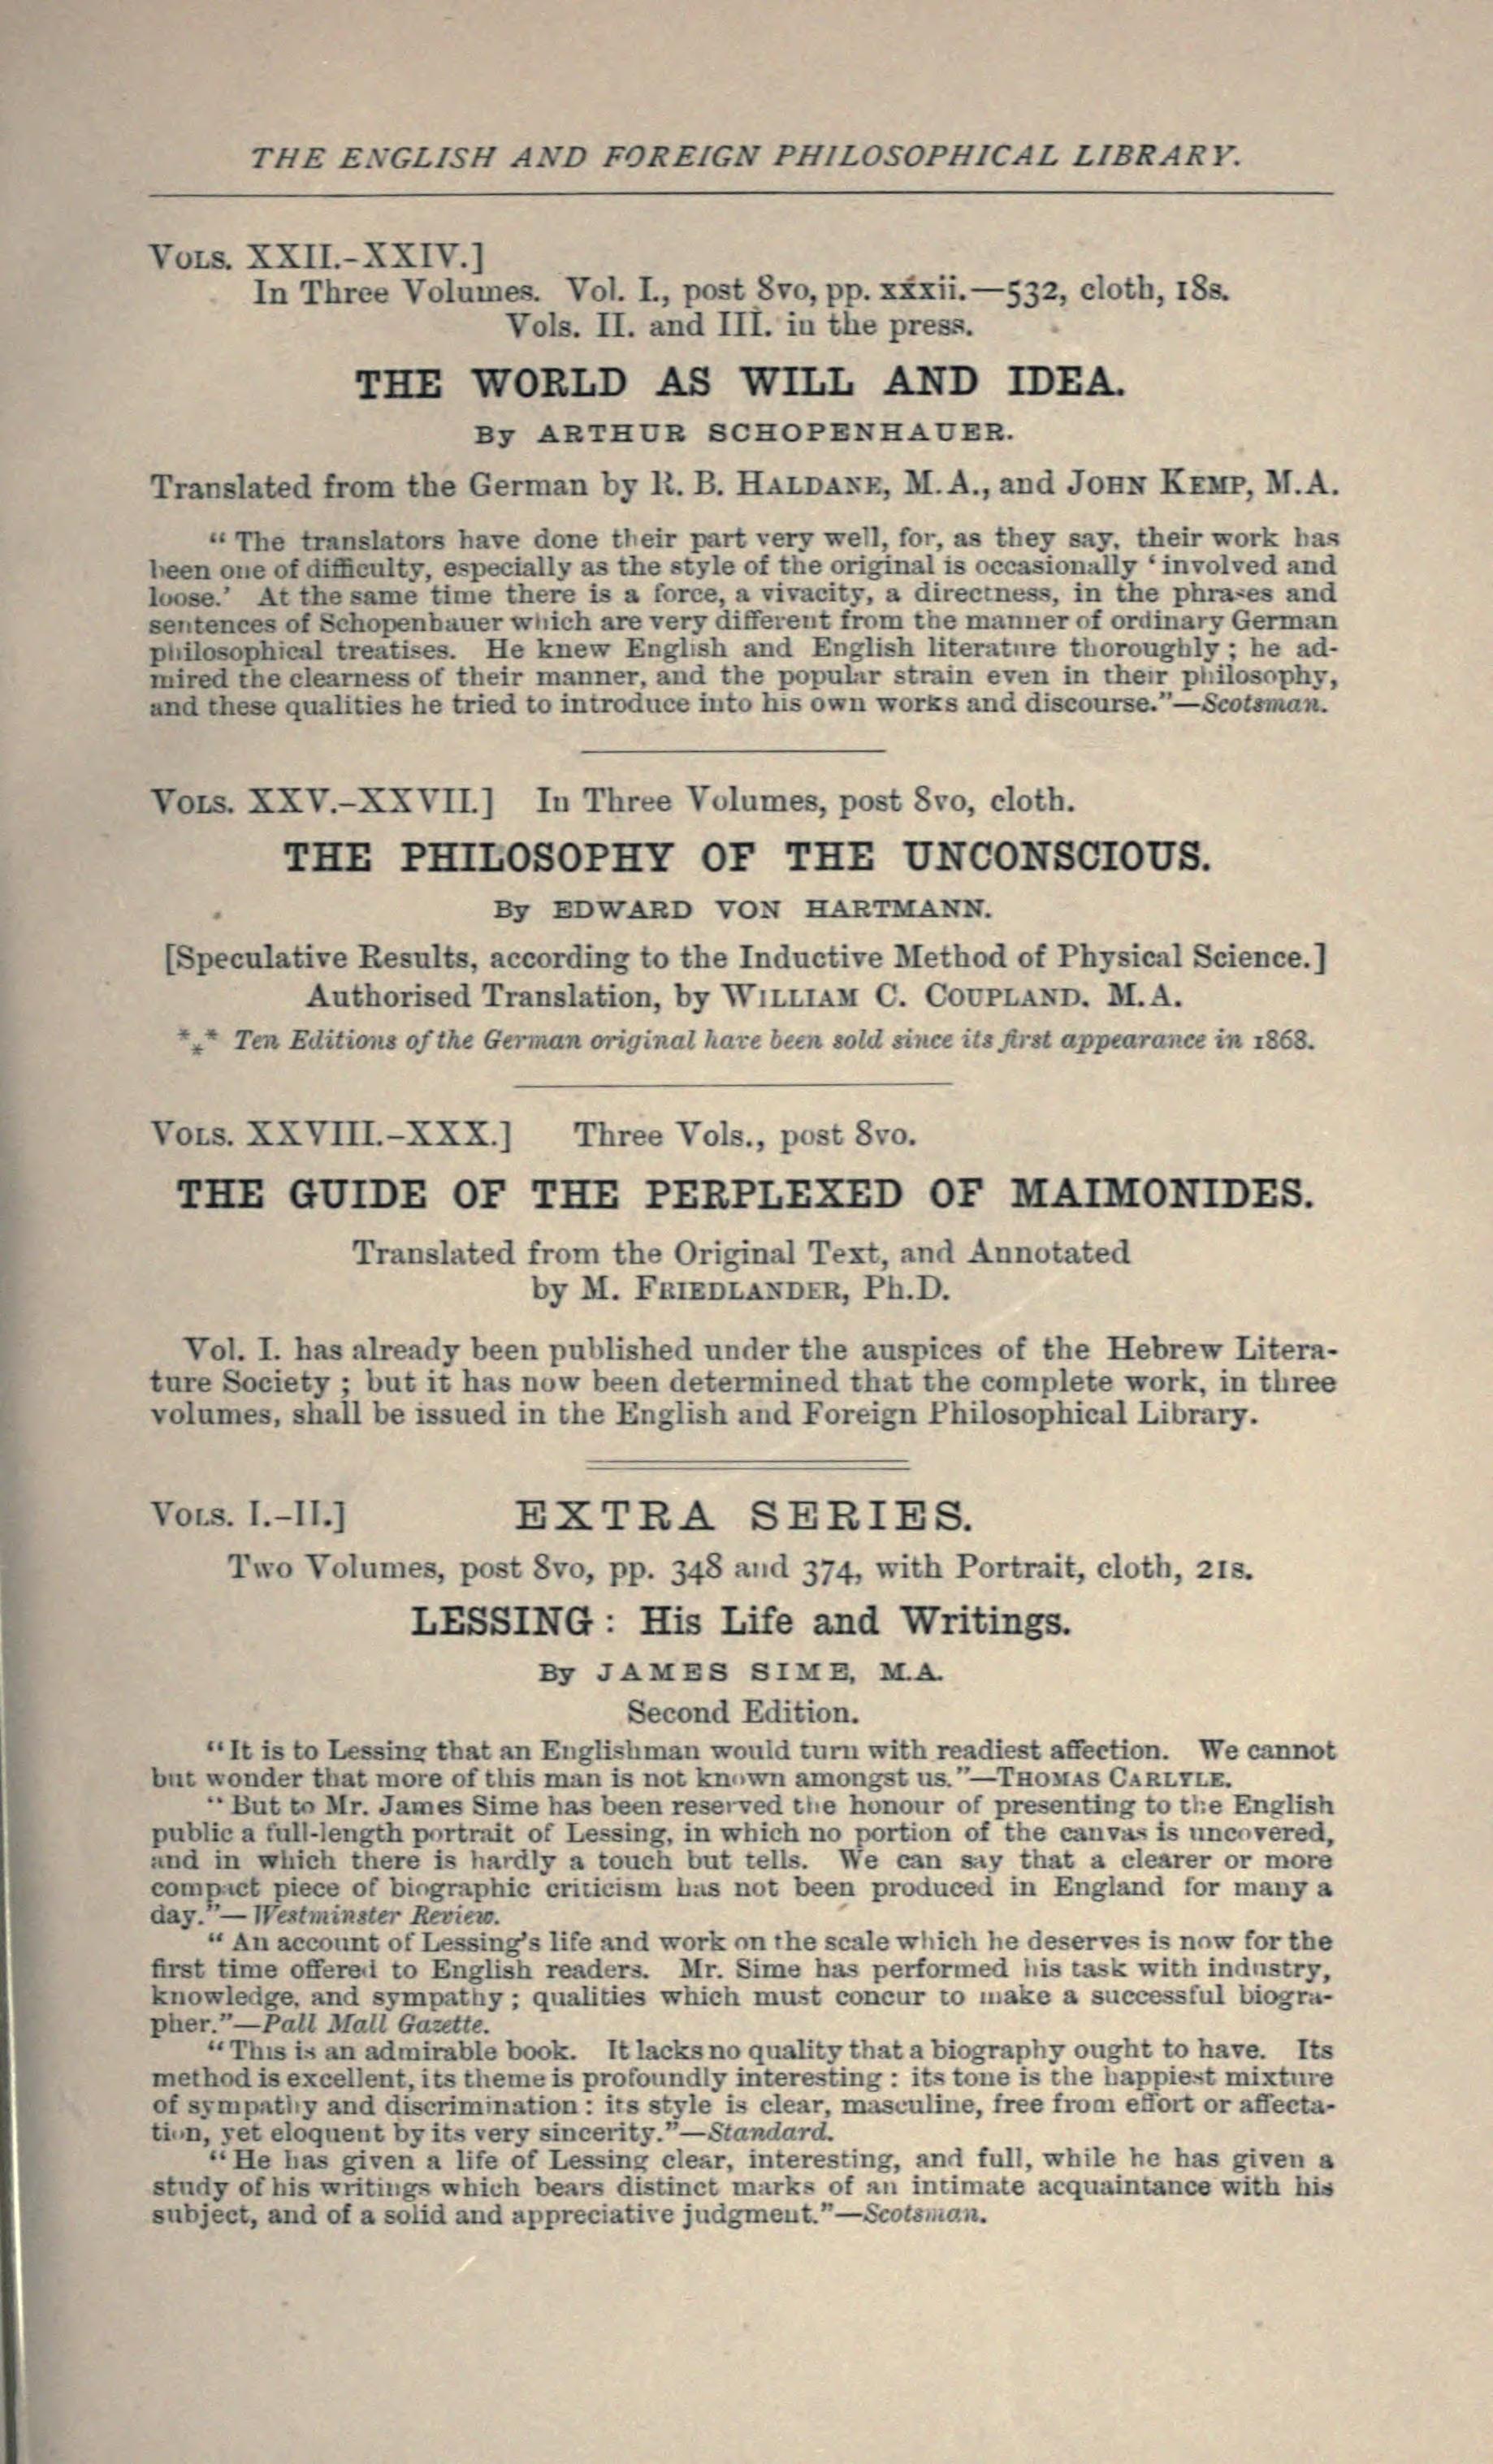 THE ENGLISH AND FOREIGN PHILOSOPHICAL LIBRARY.
VOLS. XXII.-XXIV.]
In Three Volumes. Vol. I., post 8vo, pp. xxxii.—532, cloth, 18s.
Vols. II. and III. in the press.
THE WORLD AS WILL AND IDEA.
By ARTHUR SCHOPENHAUER.
Translated from the German by R. B. HALDANE, M.A., and JOHN KEMP, M.A.
“ The translators have done their part very well, for, as they say, their work has
been one of difficulty, especially as the style of the original is occasionally ‘involved and
loose.’ At the same time there is a force, a vivacity, a directness, in the phrases and
sentences of Schopenhauer which are very different from the manner of ordinary German
philosophical treatises. He knew English and English literature thoroughly ; he ad-
mired the clearness of their manner, and the popular strain even in their philosophy,
and these qualities he tried to introduce into his own works and discourse.”—Scotsman.
VOLS. XXV.-XXVII.] In Three Volumes, post 8vo, cloth.
THE PHILOSOPHY OF THE UNCONSCIOUS.
By EDWARD VON HARTMANN.
[Speculative Results, according to the Inductive Method of Physical Science.]
Authorised Translation, by WILLIAM C. COUPLAND, M.A.
*** Ten Editions of the German original have been sold since its first appearance in 1868.
VOLS. XXVIII.-XXX.] Three Vols., post 8vo.
THE GUIDE OF THE PERPLEXED OF MAIMONIDES.
Translated from the Original Text, and Annotated
by M. FRIEDLANDER, Ph.D.
Vol. I. has already been published under the auspices of the Hebrew Litera-
ture Society ; but it has now been determined that the complete work, in three
volumes, shall be issued in the English and Foreign Philosophical Library.
VOLS. I.-II.] EXTRA SERIES.
Two Volumes, post 8vo, pp. 348 and 374, with Portrait, cloth, 21s.
LESSING : His Life and Writings.
By JAMES SIME, M.A.
Second Edition.
“It is to Lessing that an Englishman would turn with readiest affection. We cannot
but wonder that more of this man is not known amongst us.”—THOMAS CARLYLE.
“ But to Mr. James Sime has been reserved the honour of presenting to the English
public a full-length portrait of Lessing, in which no portion of the canvas is uncovered,
and in which there is hardly a touch but tells. We can say that a clearer or more
compact piece of biographic criticism has not been produced in England for many a
day.”—Westminster Review.
“ An account of Lessing's life and work on the scale which he deserves is now for the
first time offered to English readers. Mr. Sime has performed his task with industry,
knowledge, and sympathy ; qualities which must concur to make a successful biogra-
pher.”—Pall Mall Gazette.
“ This is an admirable book. It lacks no quality that a biography ought to have. Its
method is excellent, its theme is profoundly interesting : its tone is the happiest mixture
of sympathy and discrimination : its style is clear, masculine, free from effort or affecta-
tion, yet eloquent by its very sincerity.”—Standard.
“ He has given a life of Lessing clear, interesting, and full, while he has given a
study of his writings which bears distinct marks of an intimate acquaintance with his
subject, and of a solid and appreciative judgment.”—Scotsman.